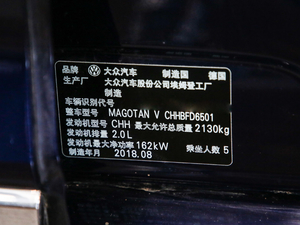 品牌 大众汽车 制造国 德国
生产厂 大众汽车股份公司埃姆登工厂
制造
车辆识别代号
整车型号 MAGOTAN V CHHBFD6501
发动机型号 CHH 最大允许总质量 2130kg
发动机排量 2.0L
发动机最大净功率 162kW
制造年月 2018.08 乘坐人数 5